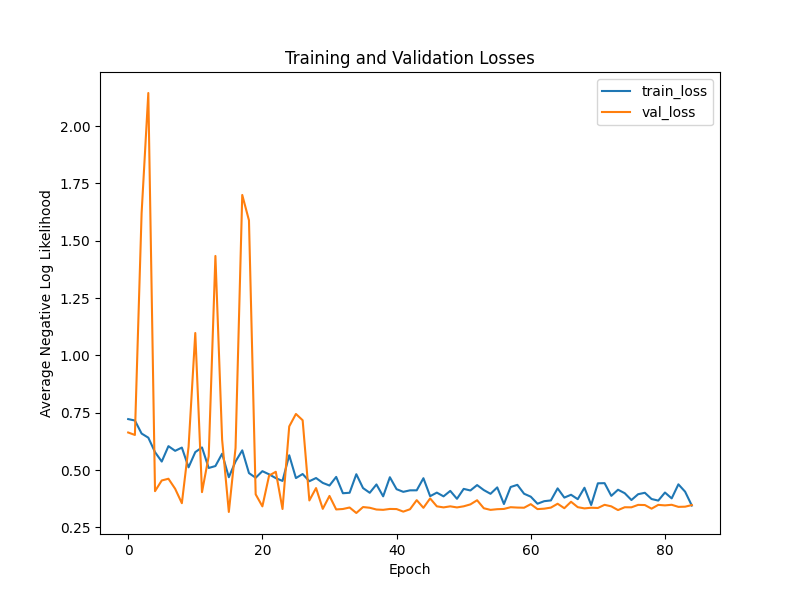 Training and Validation Losses
train_loss
val_loss
Average Negative Log Likelihood
2.00
1.75
1.50
1.25
1.00
0.75
0.50
0.25
0
20
40
60
80
Epoch